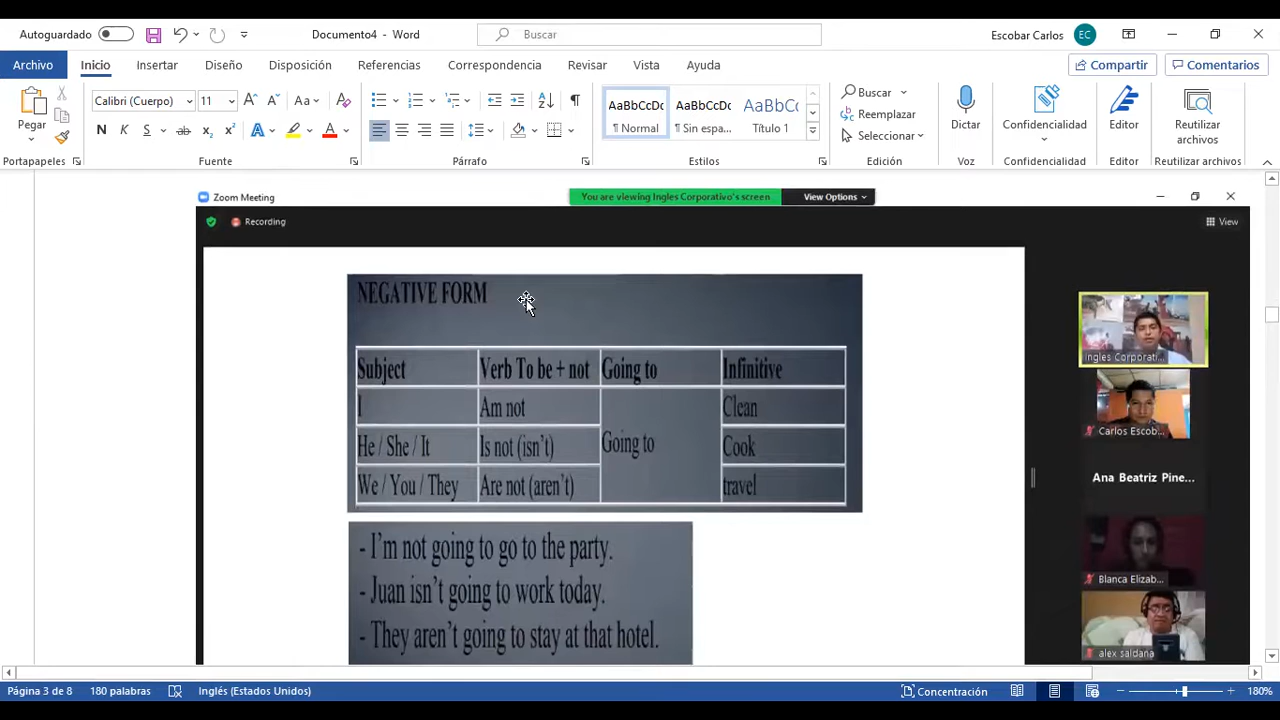 Autoguardado
Documento4 - Word
Buscar
Escobar Carlos
EC
Archivo
Inicio
Insertar
Diseño
Disposición
Referencias
Correspondencia
Revisar
Vista
Ayuda
Compartir
Comentarios
Pegar
Calibri (Cuerpo)
11
N K S ab x₂ x²
Aa
AaBbCcDc
AaBbCcDc
AaBbCc
¶ Normal
¶ Sin espa...
Título 1
Buscar
Reemplazar
Seleccionar
Dictar
Confidencialidad
Editor
Reutilizar
archivos
Portapapeles
Fuente
Párrafo
Estilos
Edición
Voz
Confidencialidad
Editor
Reutilizar archivos
Zoom Meeting
You are viewing Ingles Corporativo's screen
View Options
Recording
View
NEGATIVE FORM
Subject Verb To be + not Going to Infinitive
I Am not Clean
He / She / It Is not (isn't) Going to Cook
We / You / They Are not (aren't) travel
- I'm not going to go to the party.
- Juan isn't going to work today.
- They aren't going to stay at that hotel.
Ingles Corporati...
Carlos Escob...
Ana Beatriz Pine...
Blanca Elizab...
alex saldaña
Página 3 de 8
180 palabras
Inglés (Estados Unidos)
Concentración
180%